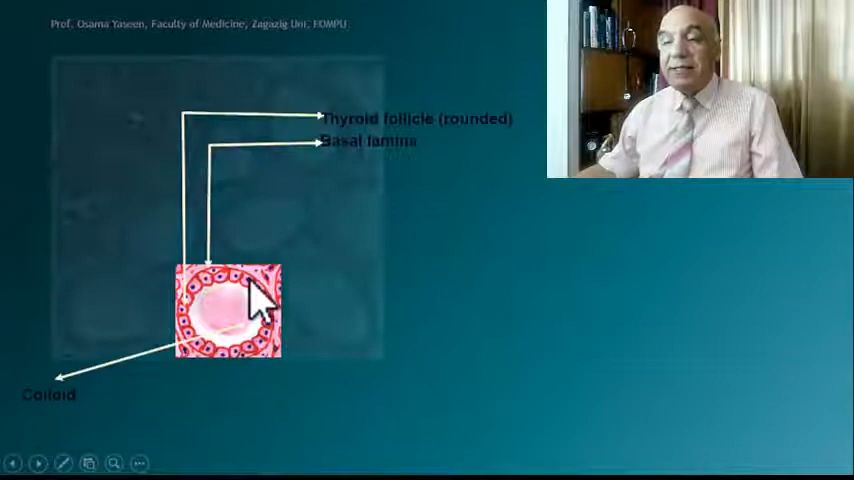 Prof. Osama Yaseen, Faculty of Medicine, Zagazig Uni, FOMPU
Thyroid follicle (rounded)
Basal lamina
Colloid